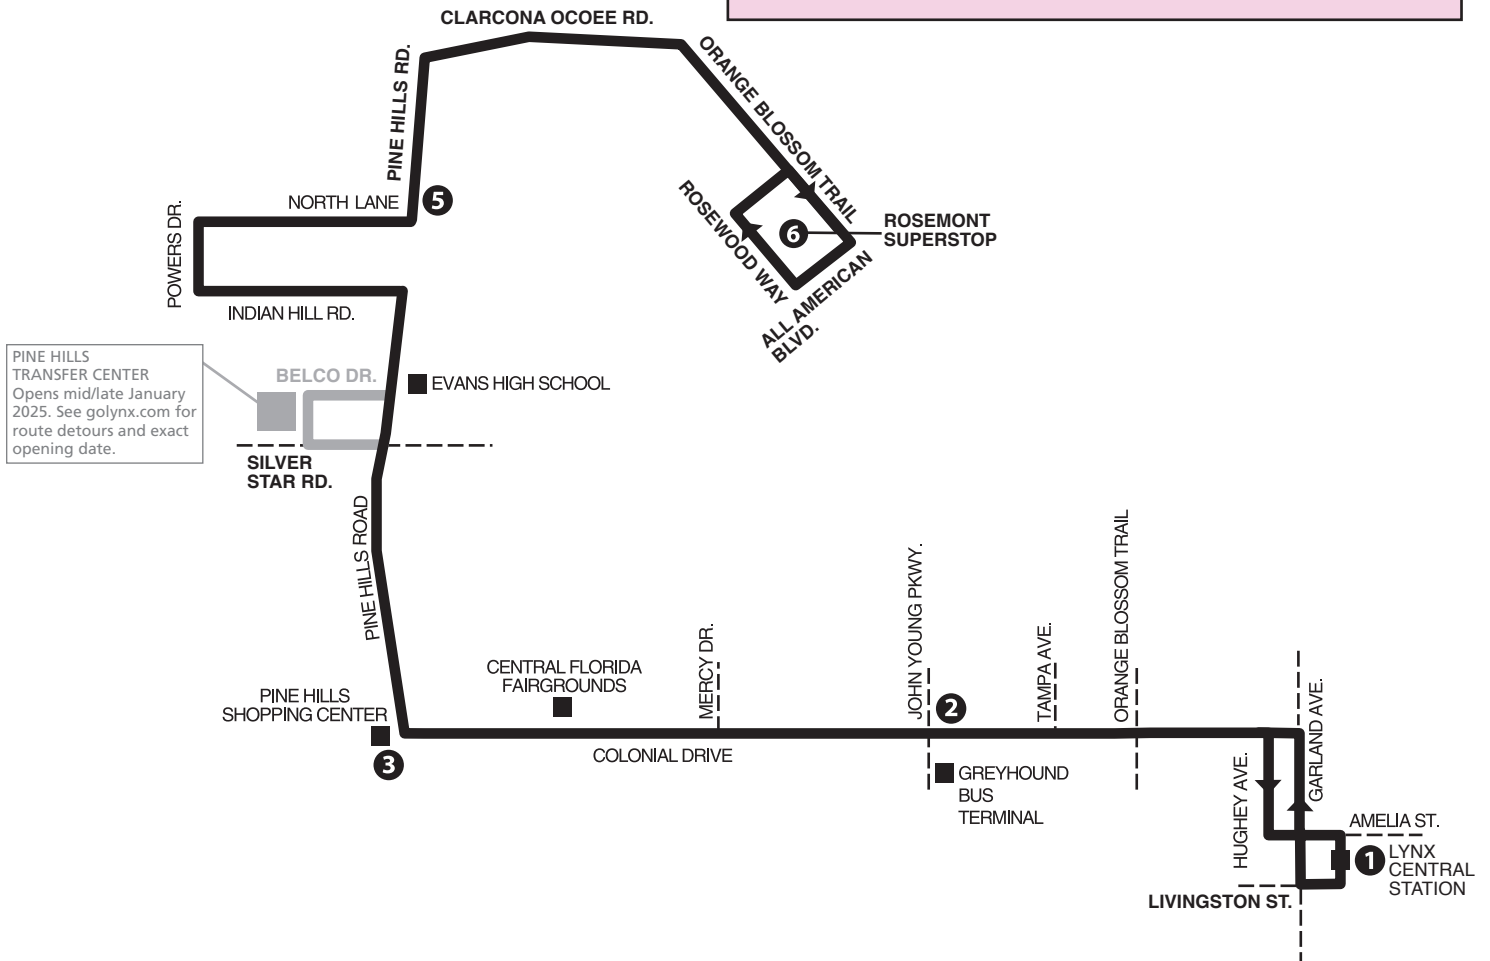 CLARCONA OCOEE RD.
ORANGE BLOSSOM TRAIL
PINE HILLS RD.
NORTH LANE
5
POWERS DR.
ROSEWOOD WAY
6
ROSEMONT
SUPERSTOP
ALL AMERICAN
BLVD.
INDIAN HILL RD.
PINE HILLS
TRANSFER CENTER
Opens mid/late January
2025. See golynx.com for
route detours and exact
opening date.
BELCO DR.
EVANS HIGH SCHOOL
SILVER
STAR RD.
PINE HILLS ROAD
CENTRAL FLORIDA
FAIRGROUNDS
MERCY DR.
JOHN YOUNG PKWY.
2
TAMPA AVE.
ORANGE BLOSSOM TRAIL
PINE HILLS
SHOPPING CENTER
3
COLONIAL DRIVE
GREYHOUND
BUS
TERMINAL
HUGHEY AVE.
GARLAND AVE.
AMELIA ST.
1
LYNX
CENTRAL
STATION
LIVINGSTON ST.